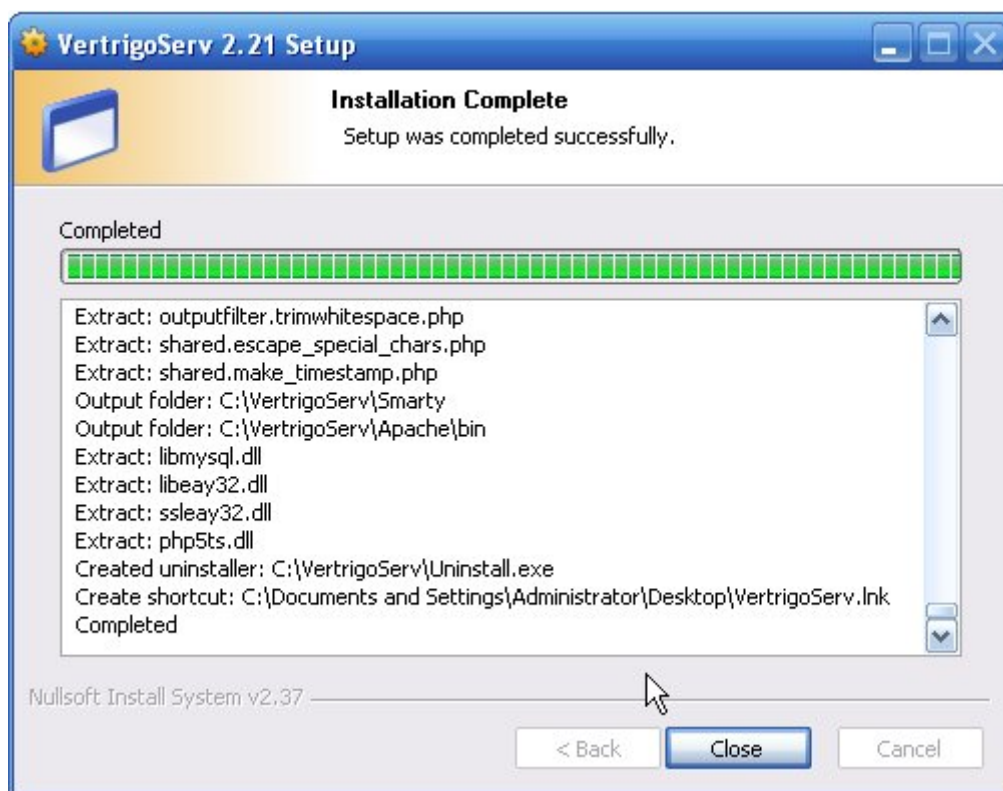 VertrigoServ 2.21 Setup
Installation Complete
Setup was completed successfully.
Completed
Extract: outputfilter.trimwhitespace.php
Extract: shared.escape_special_chars.php
Extract: shared.make_timestamp.php
Output folder: C:\VertrigoServ\Smarty
Output folder: C:\VertrigoServ\Apache\bin
Extract: libmysql.dll
Extract: libeay32.dll
Extract: ssleay32.dll
Extract: php5ts.dll
Created uninstaller: C:\VertrigoServ\Uninstall.exe
Create shortcut: C:\Documents and Settings\Administrator\Desktop\VertrigoServ.lnk
Completed
Nullsoft Install System v2.37
< Back Close Cancel